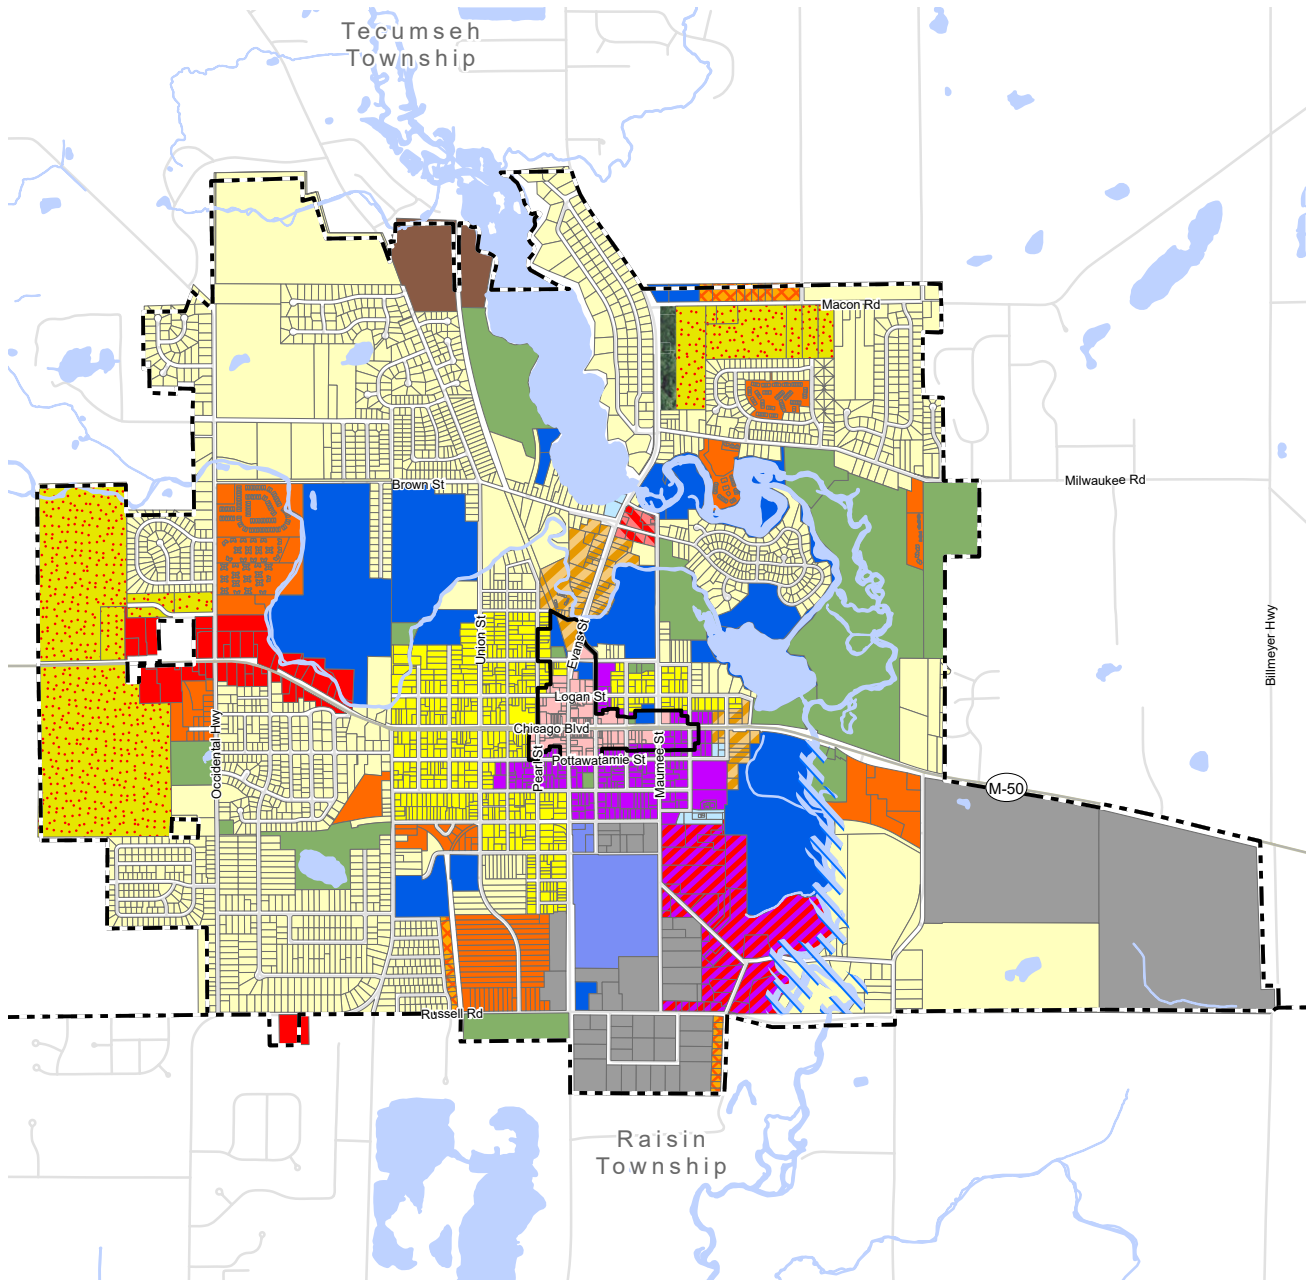 Tecumseh
Township
Macon Rd
Milwaukee Rd
Brown St
Union St
Evans St
Billmeyer Hwy
Logan St
Occidental Hwy
Chicago Blvd
Pearl St
Pottawatamie St
Maumee St
M-50
Russell Rd
Raisin
Township